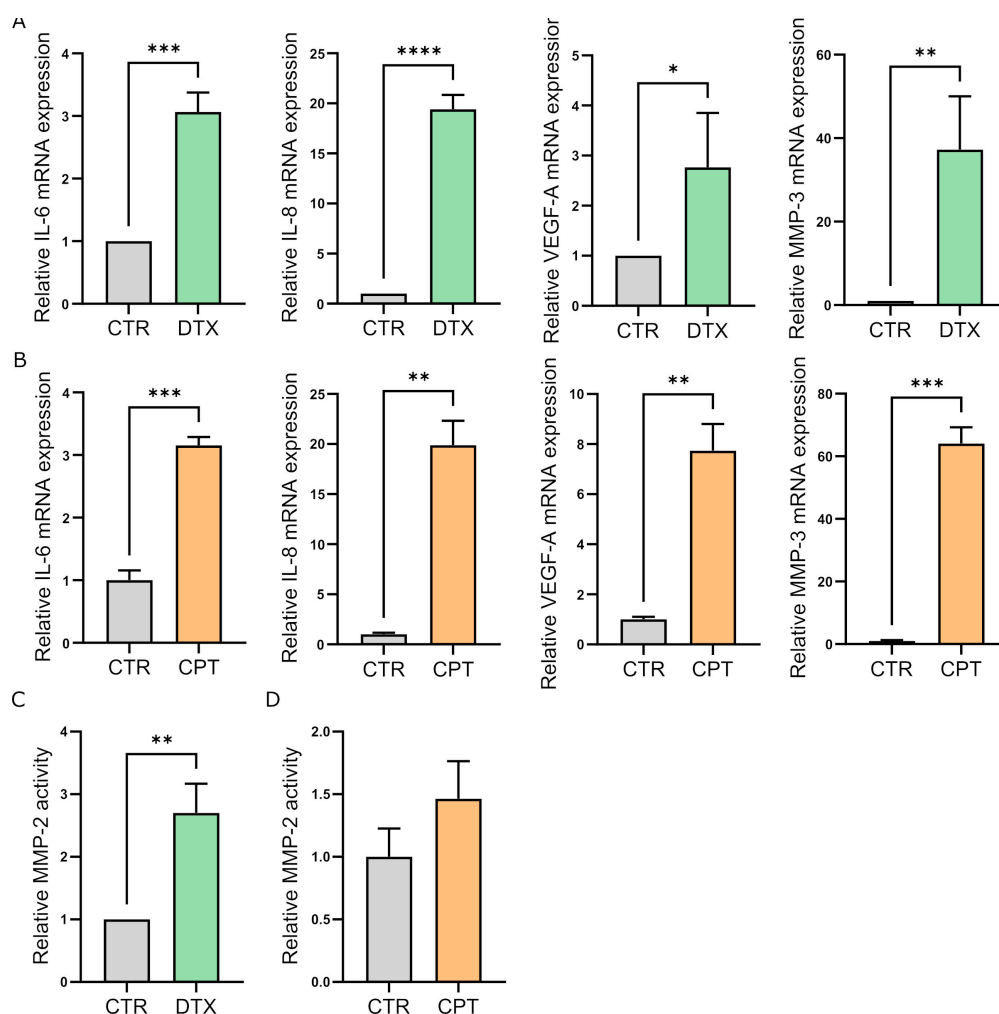 A
Relative IL-6 mRNA expression
4
3
2
1
0
***
CTR DTX
Relative IL-8 mRNA expression
25
20
15
10
5
0
****
CTR DTX
Relative VEGF-A mRNA expression
5
4
3
2
1
0
*
CTR DTX
Relative MMP-3 mRNA expression
60
40
20
0
**
CTR DTX
B
Relative IL-6 mRNA expression
4
3
2
1
0
***
CTR CPT
Relative IL-8 mRNA expression
25
20
15
10
5
0
**
CTR CPT
Relative VEGF-A mRNA expression
10
8
6
4
2
0
**
CTR CPT
Relative MMP-3 mRNA expression
80
60
40
20
0
***
CTR CPT
C
Relative MMP-2 activity
4
3
2
1
0
**
CTR DTX
D
Relative MMP-2 activity
2.0
1.5
1.0
0.5
0.0
CTR CPT